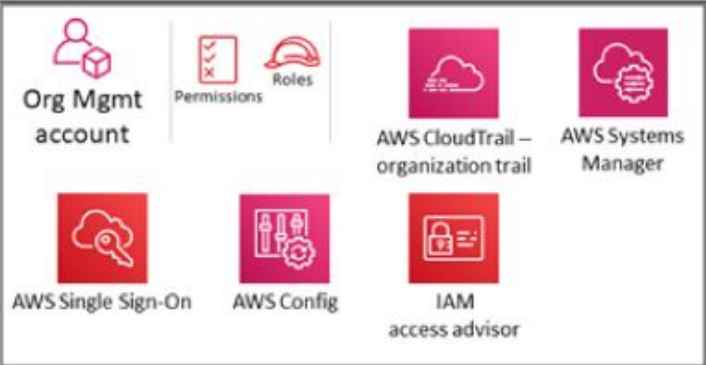 Org Mgmt
account
Permissions
Roles
AWS CloudTrail –
organization trail
AWS Systems
Manager
AWS Single Sign-On
AWS Config
IAM
access advisor